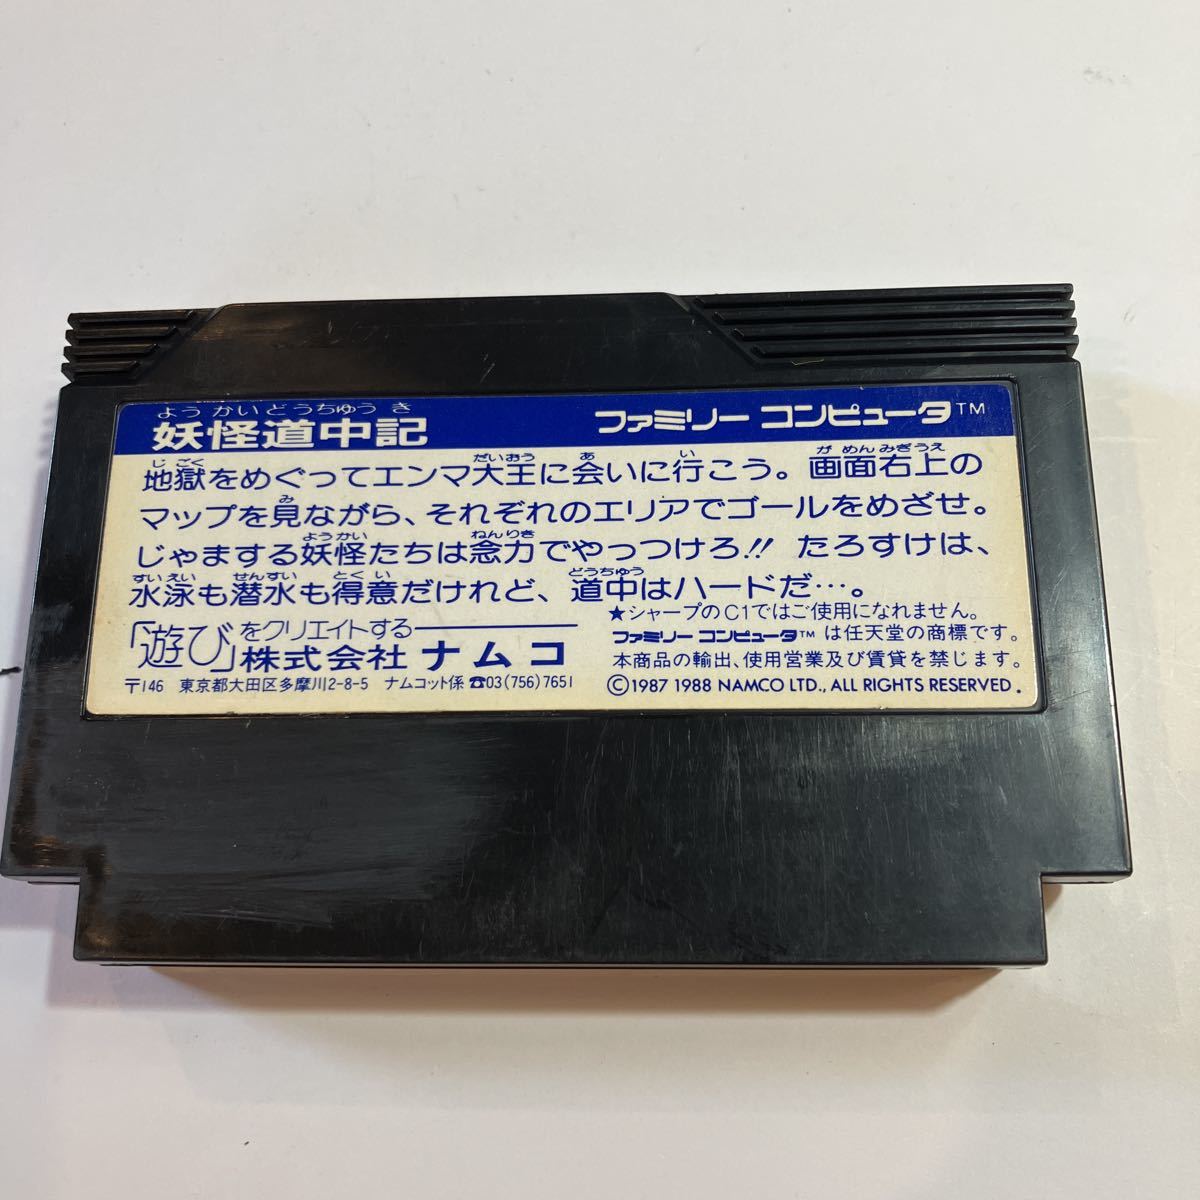 よう かい どうちゅう き
妖怪道中記 ファミリー コンピュータ™
じ ごく だいおう あ い が めん みぎうえ
地獄をめぐってエンマ大王に会いに行こう。画面右上の
み
マップを見ながら、それぞれのエリアでゴールをめざせ。
ようかい ねんりき
じゃまする妖怪たちは念力でやっつけろ!! たろすけは、
すいえい せんすい とく い どうちゅう
水泳も潜水も得意だけれど、道中はハードだ…。
★シャープのC1ではご使用になれません。
「遊び」をクリエイトする
株式会社 ナムコ
〒146 東京都大田区多摩川2-8-5 ナムコット係 ☎03(756)7651
ファミリー コンピュータ™ は任天堂の商標です。
本商品の輸出、使用営業及び賃貸を禁じます。
©1987 1988 NAMCO LTD., ALL RIGHTS RESERVED.